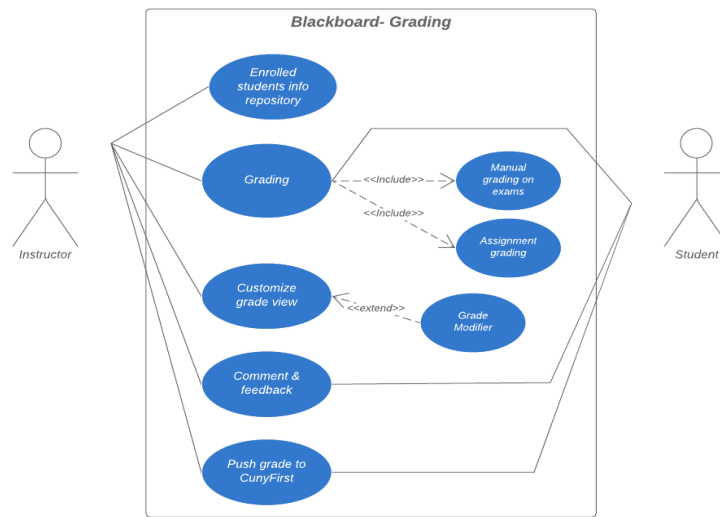 Blackboard- Grading
Enrolled
students info
repository
Grading
<<Include>>
Manual
grading on
exams
<<Include>>
Assignment
grading
Instructor
Student
Customize
grade view
<<extend>>
Grade
Modifier
Comment &
feedback
Push grade to
CunyFirst